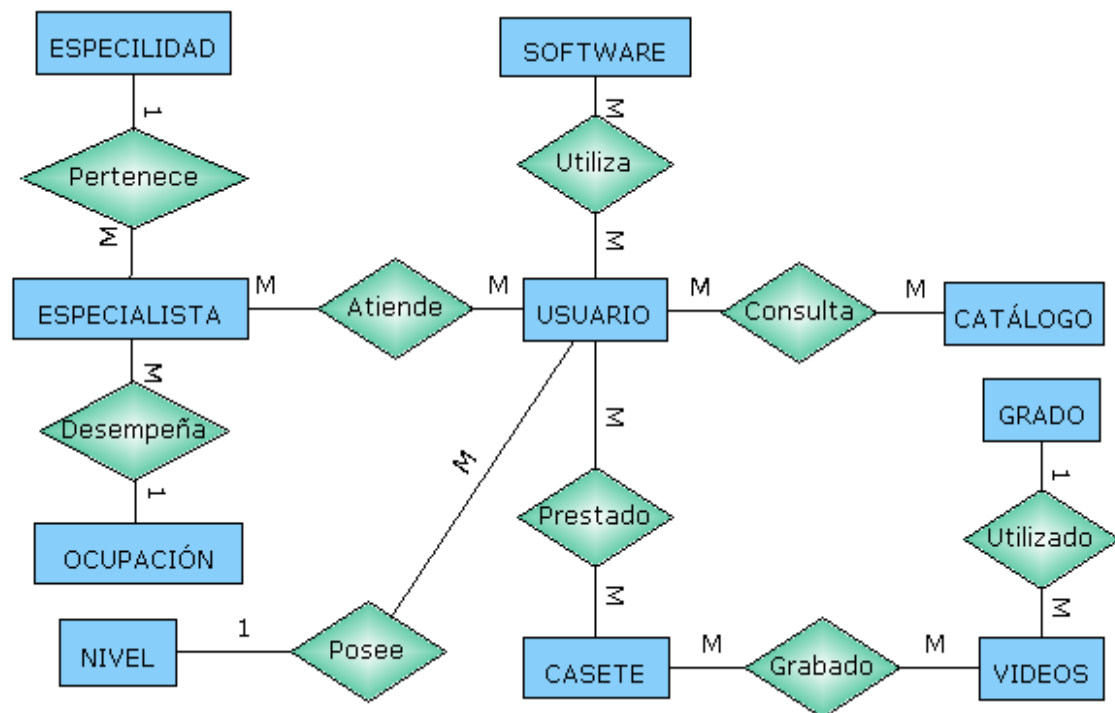 ESPECILIDAD
SOFTWARE
1
M
Pertenece
Utiliza
M
M
ESPECIALISTA
M
Atiende
M
USUARIO
M
Consulta
M
CATÁLOGO
M
Desempeña
1
OCUPACIÓN
M
M
GRADO
1
Prestado
Utilizado
M
M
NIVEL
1
Posee
CASETE
M
Grabado
M
VIDEOS